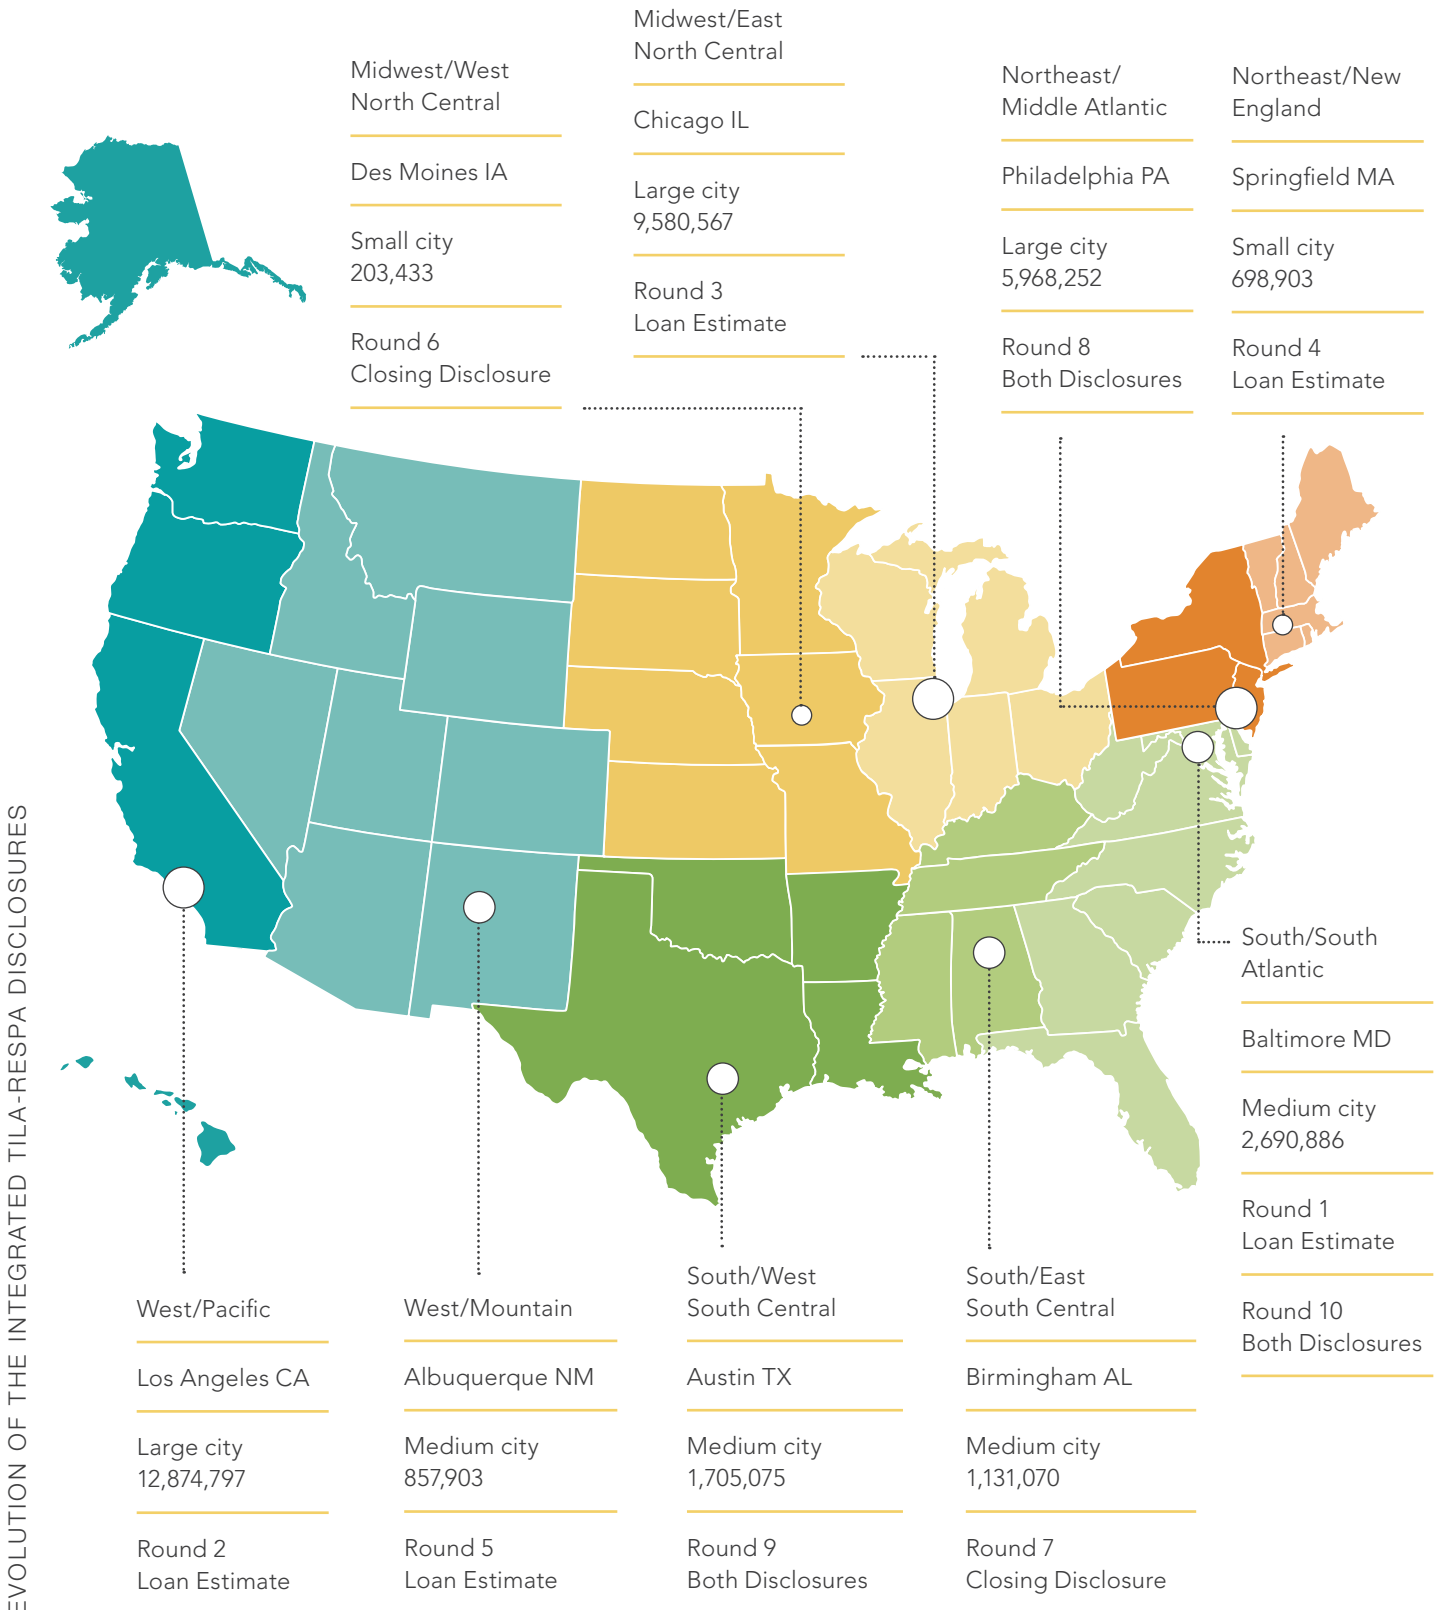 Midwest/West
North Central
Des Moines IA
Small city
203,433
Round 6
Closing Disclosure
Midwest/East
North Central
Chicago IL
Large city
9,580,567
Round 3
Loan Estimate
Northeast/
Middle Atlantic
Philadelphia PA
Large city
5,968,252
Round 8
Both Disclosures
Northeast/New
England
Springfield MA
Small city
698,903
Round 4
Loan Estimate
South/South
Atlantic
Baltimore MD
Medium city
2,690,886
Round 1
Loan Estimate
Round 10
Both Disclosures
West/Pacific
Los Angeles CA
Large city
12,874,797
Round 2
Loan Estimate
West/Mountain
Albuquerque NM
Medium city
857,903
Round 5
Loan Estimate
South/West
South Central
Austin TX
Medium city
1,705,075
Round 9
Both Disclosures
South/East
South Central
Birmingham AL
Medium city
1,131,070
Round 7
Closing Disclosure
EVOLUTION OF THE INTEGRATED TILA-RESPA DISCLOSURES